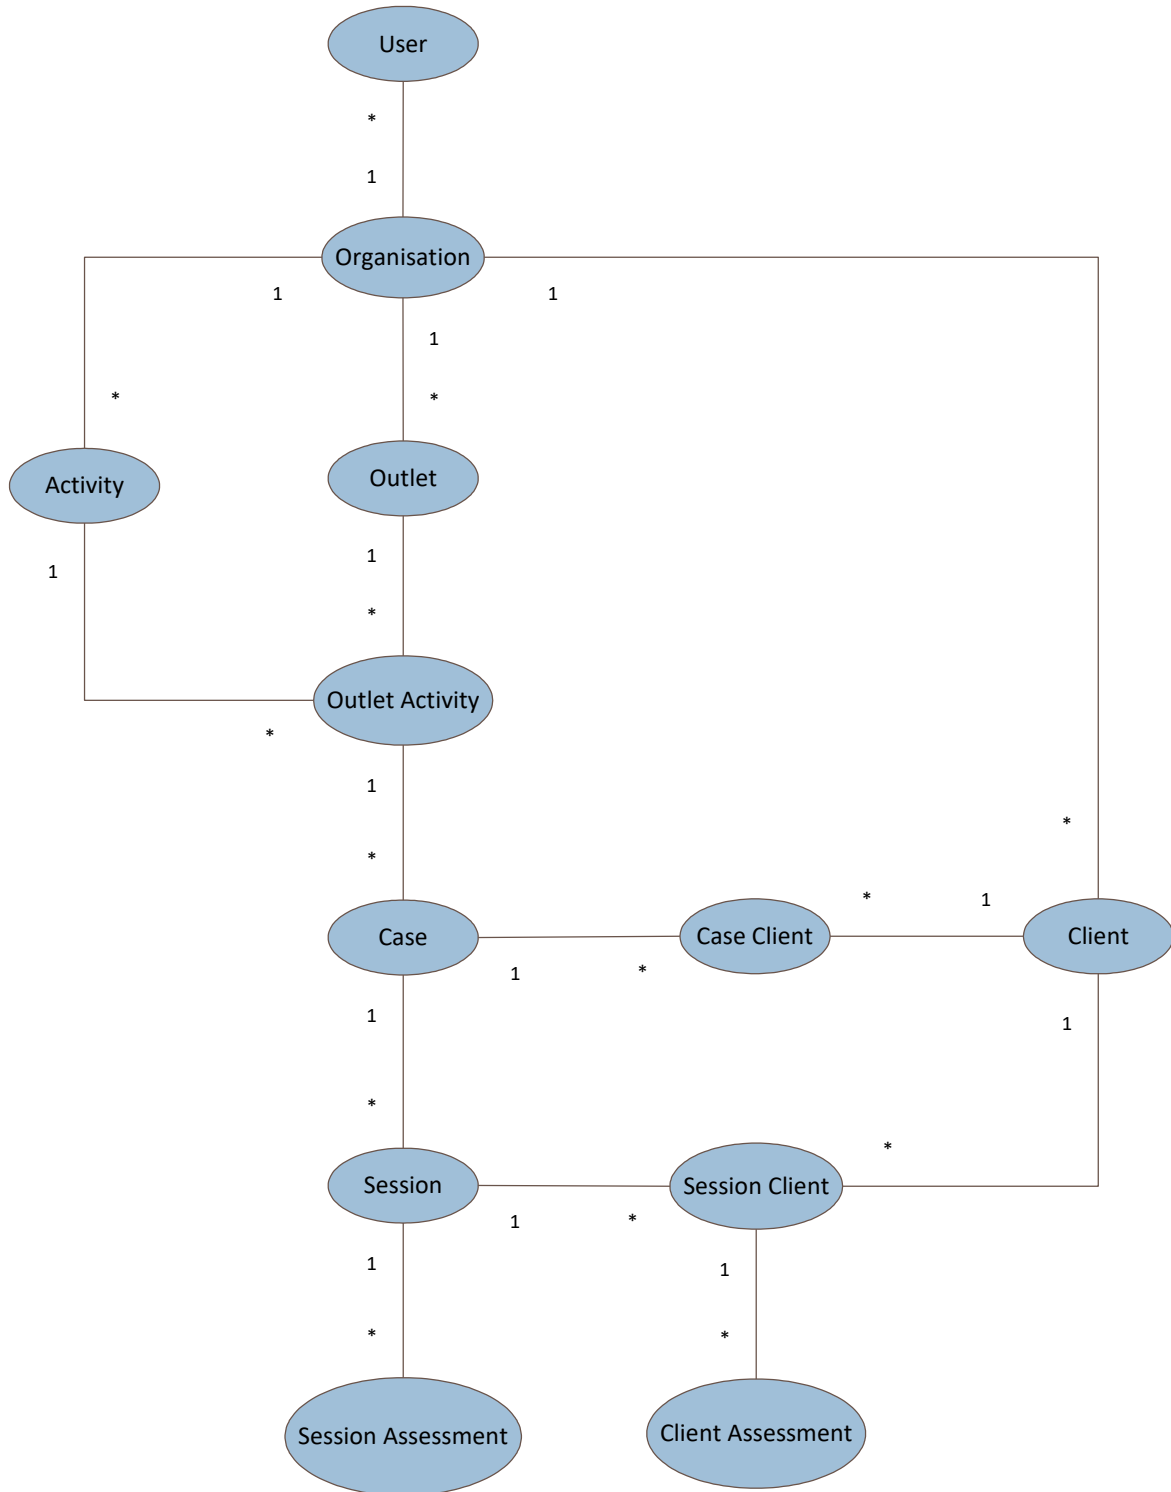 User
*
1
Organisation
1
1
1
*
*
Outlet
Activity
1
1
*
Outlet Activity
*
1
*
*
*
1
Case
Case Client
Client
1
*
1
1
*
*
Session
Session Client
1
*
1
1
*
*
Session Assessment
Client Assessment